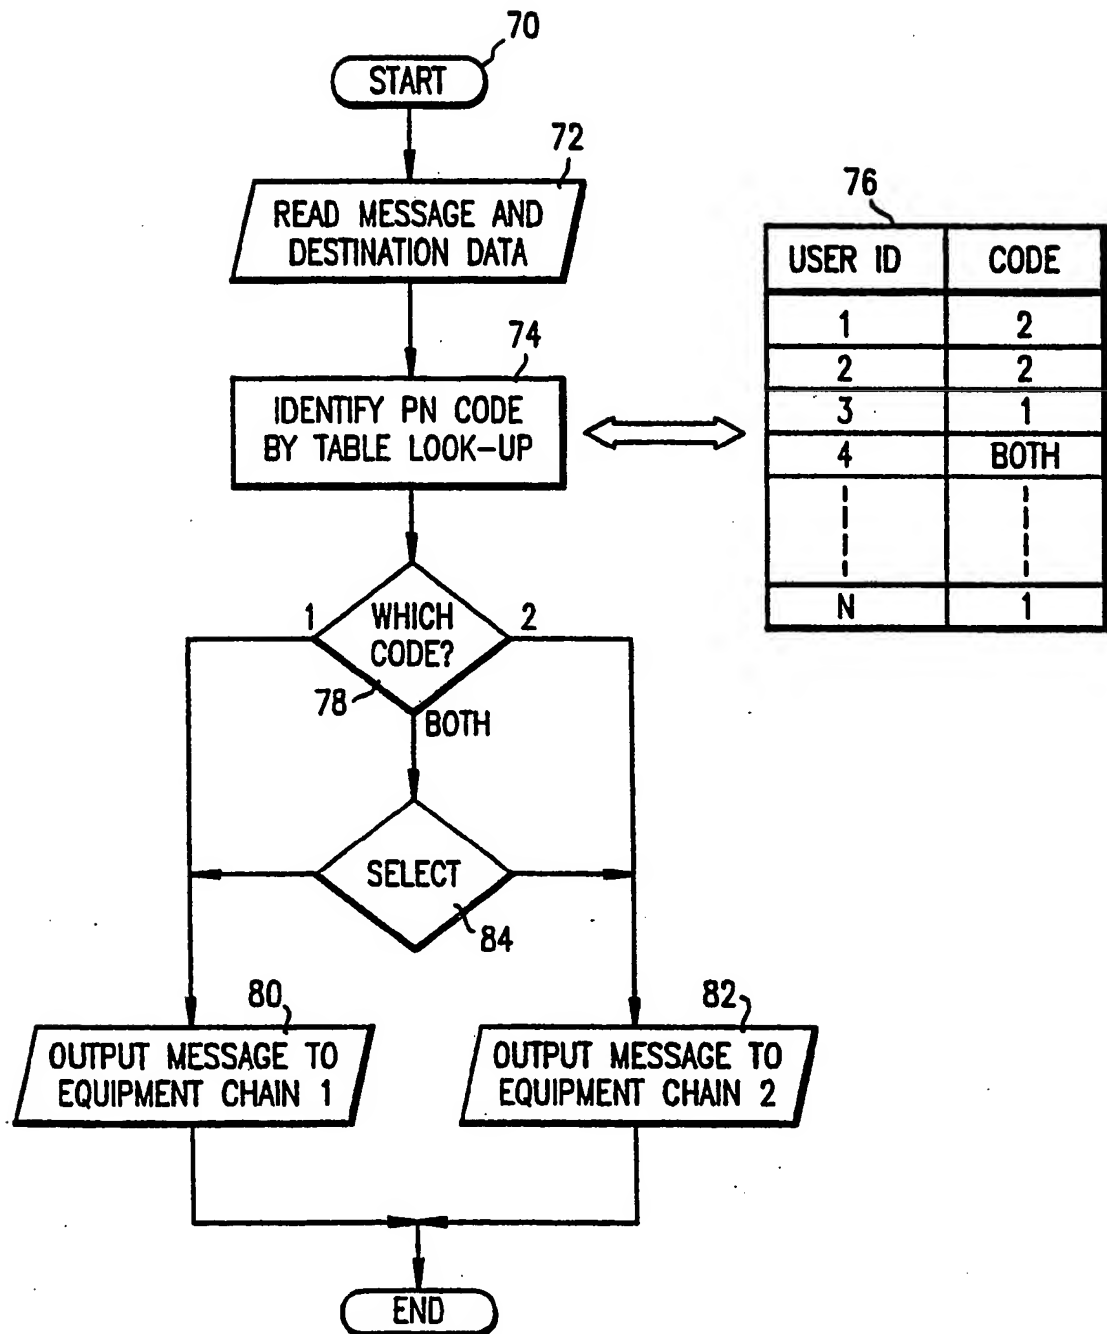 70
START
72
READ MESSAGE AND
DESTINATION DATA
74
IDENTIFY PN CODE
BY TABLE LOOK-UP
76
USER ID CODE
1 2
2 2
3 1
4 BOTH
N 1
1 WHICH 2
CODE?
78
BOTH
SELECT
84
80
OUTPUT MESSAGE TO
EQUIPMENT CHAIN 1
82
OUTPUT MESSAGE TO
EQUIPMENT CHAIN 2
END